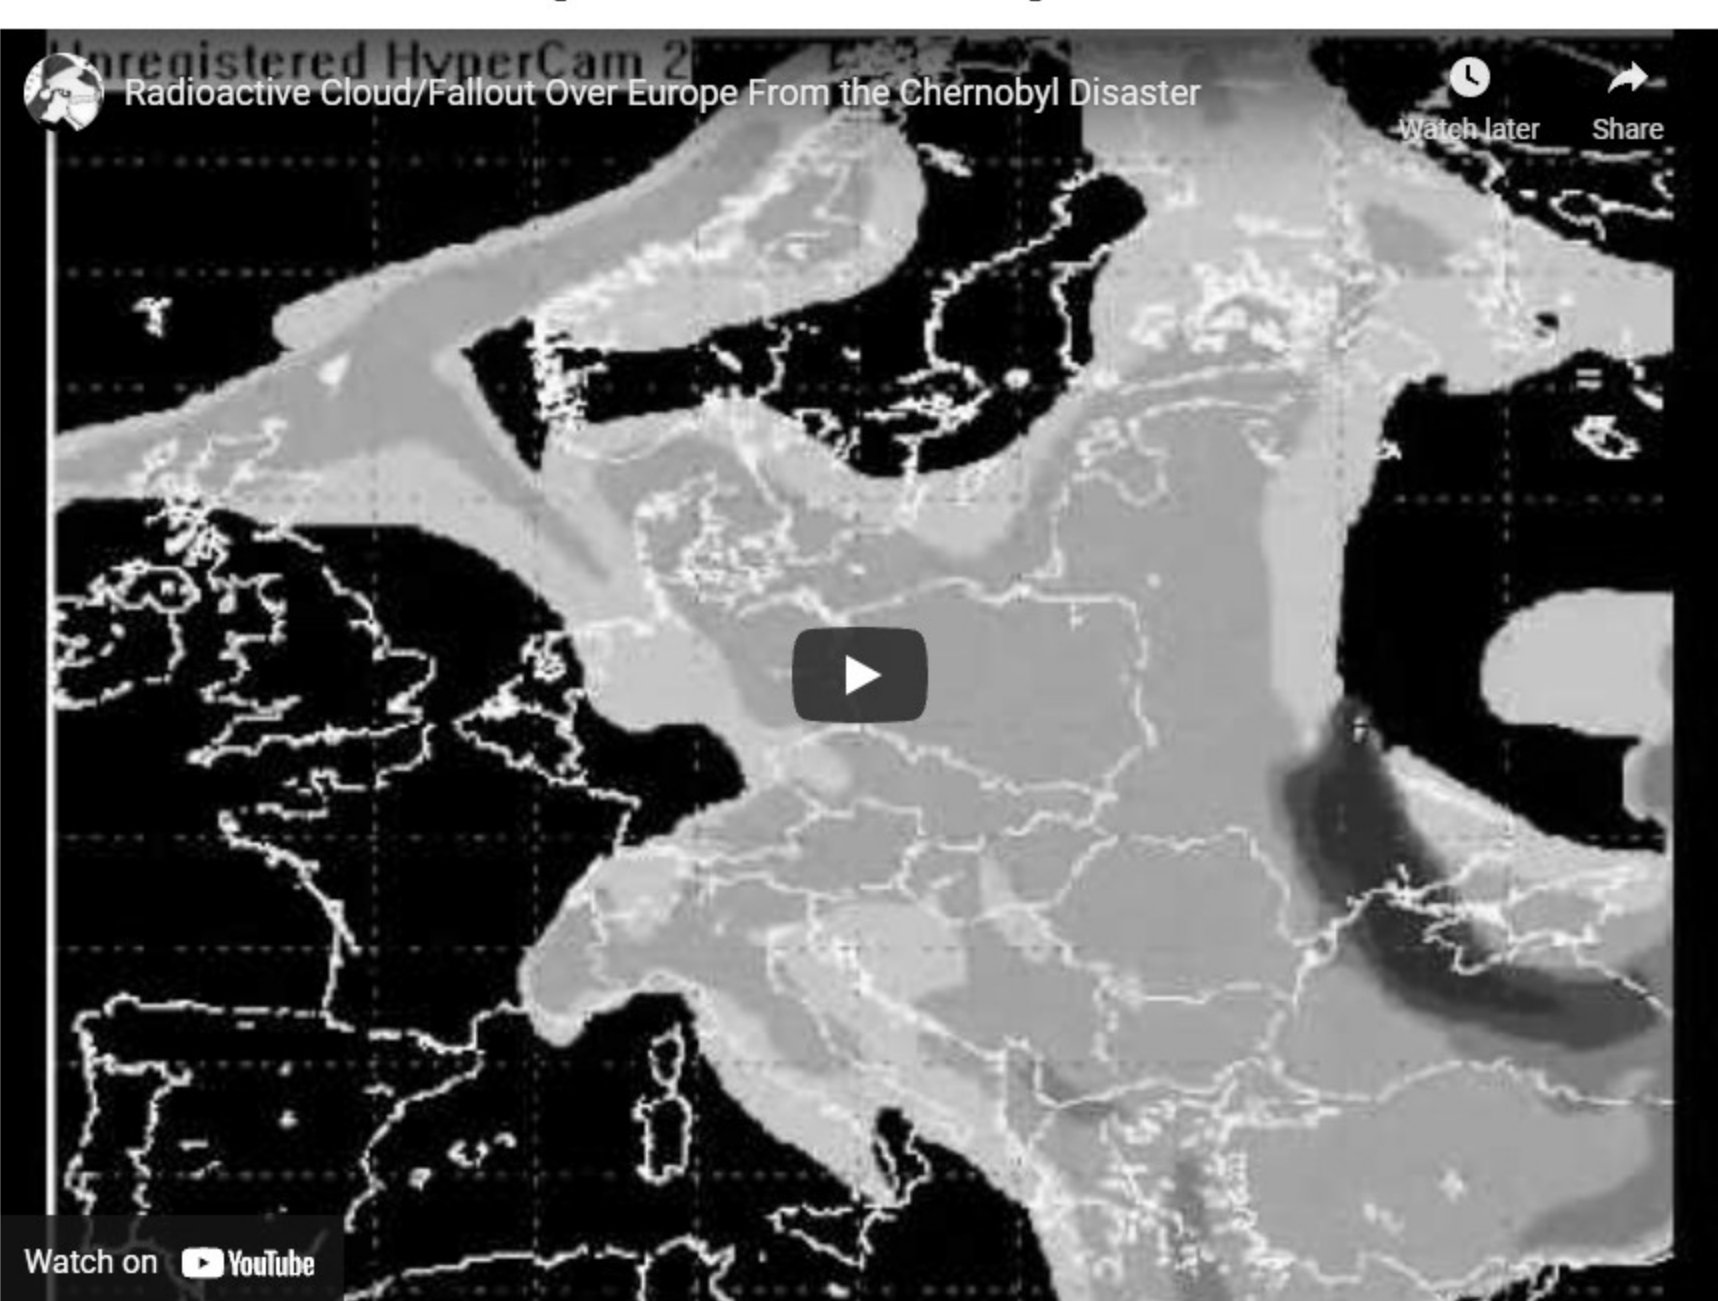 Unregistered HyperCam 2
Radioactive Cloud/Fallout Over Europe From the Chernobyl Disaster
Watch later
Share
Watch on YouTube